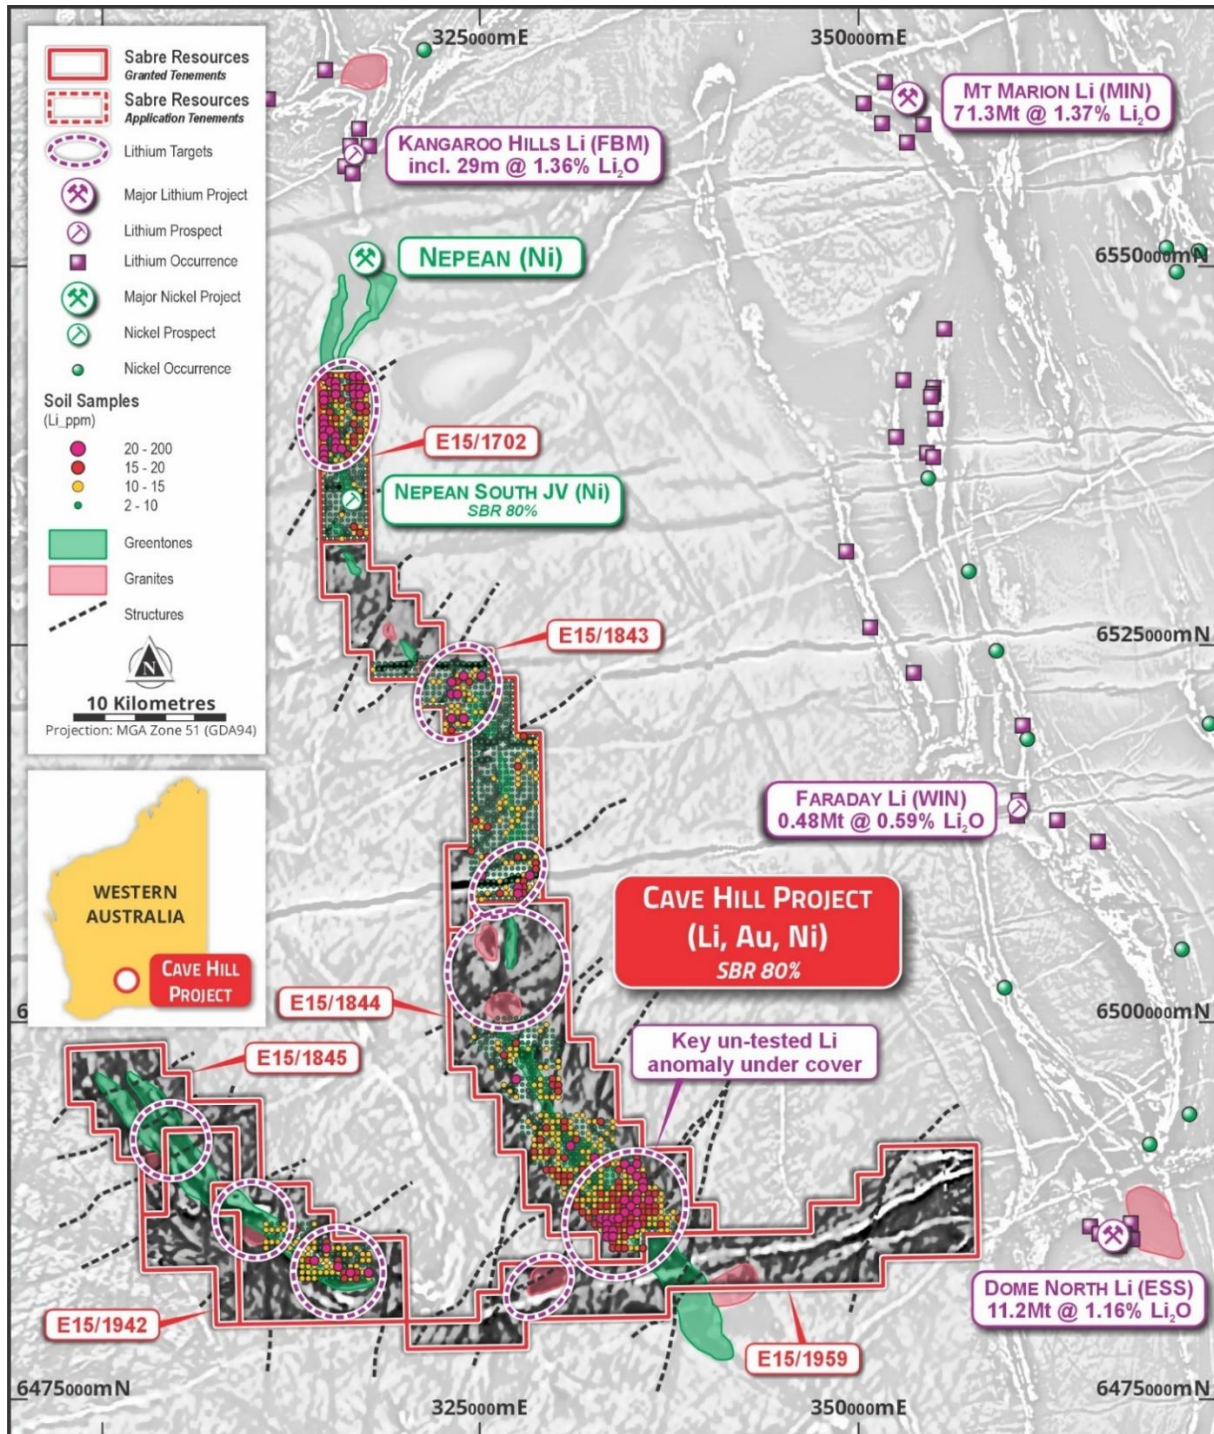 325000mE
350000mE
Sabre Resources
Granted Tenements
Sabre Resources
Application Tenements
Lithium Targets
Major Lithium Project
Lithium Prospect
Lithium Occurrence
Major Nickel Project
Nickel Prospect
Nickel Occurrence
Soil Samples
(Li_ppm)
20 - 200
15 - 20
10 - 15
2 - 10
Greentones
Granites
Structures
N
10 Kilometres
Projection: MGA Zone 51 (GDA94)
KANGAROO HILLS Li (FBM)
incl. 29m @ 1.36% Li₂O
MT MARION Li (MIN)
71.3Mt @ 1.37% Li₂O
NEPEAN (Ni)
6550000mN
E15/1702
NEPEAN SOUTH JV (Ni)
SBR 80%
E15/1843
6525000mN
WESTERN
AUSTRALIA
CAVE HILL
PROJECT
FARADAY Li (WIN)
0.48Mt @ 0.59% Li₂O
CAVE HILL PROJECT
(Li, Au, Ni)
SBR 80%
E15/1844
6500000mN
Key un-tested Li
anomaly under cover
E15/1845
E15/1942
E15/1959
DOME NORTH Li (ESS)
11.2Mt @ 1.16% Li₂O
6475000mN
6475000mN
325000mE
350000mE